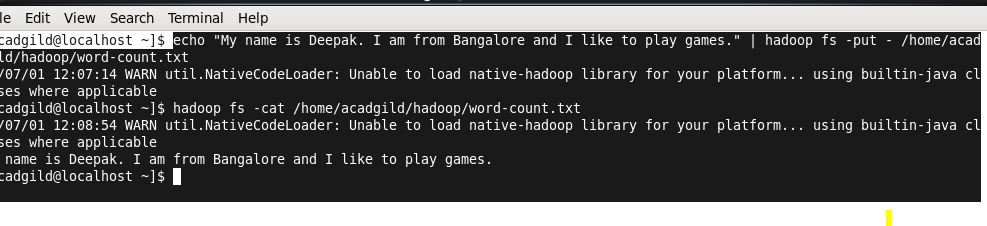 le Edit View Search Terminal Help
cadgild@localhost ~]$ echo "My name is Deepak. I am from Bangalore and I like to play games." | hadoop fs -put - /home/acad
ld/hadoop/word-count.txt
/07/01 12:07:14 WARN util.NativeCodeLoader: Unable to load native-hadoop library for your platform... using builtin-java cl
ses where applicable
cadgild@localhost ~]$ hadoop fs -cat /home/acadgild/hadoop/word-count.txt
/07/01 12:08:54 WARN util.NativeCodeLoader: Unable to load native-hadoop library for your platform... using builtin-java cl
ses where applicable
name is Deepak. I am from Bangalore and I like to play games.
cadgild@localhost ~]$